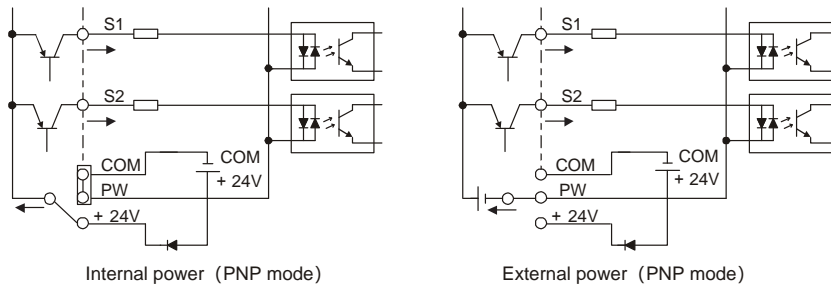 S1
S2
COM
COM
+ 24V
PW
+ 24V
Internal power (PNP mode)
S1
S2
COM
COM
+ 24V
PW
+ 24V
External power (PNP mode)